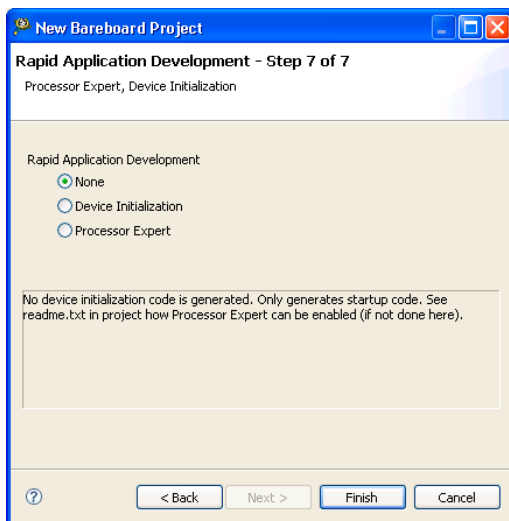 New Bareboard Project
Rapid Application Development - Step 7 of 7
Processor Expert, Device Initialization
Rapid Application Development
None
Device Initialization
Processor Expert
No device initialization code is generated. Only generates startup code. See
readme.txt in project how Processor Expert can be enabled (if not done here).
?
< Back
Next >
Finish
Cancel